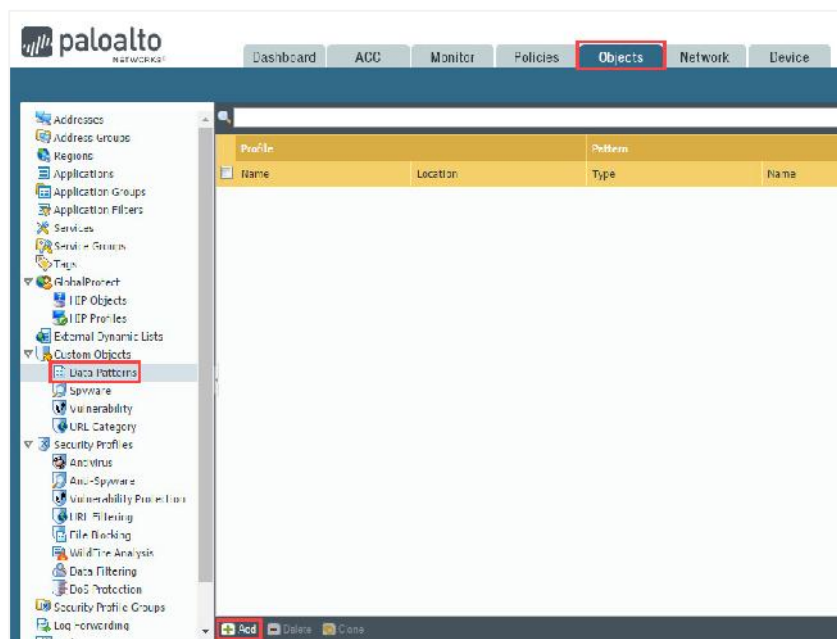 paloalto
NETWORKS
Dashboard ACC Monitor Policies Objects Network Device
Addresses
Address Groups
Regions
Applications
Application Groups
Application Filters
Services
Service Groups
Tags
GlobalProtect
HIP Objects
HIP Profiles
External Dynamic Lists
Custom Objects
Data Patterns
Spyware
Vulnerability
URL Category
Security Profiles
Antivirus
Anti-Spyware
Vulnerability Protection
URL Filtering
File Blocking
WildFire Analysis
Data Filtering
DoS Protection
Security Profile Groups
Log Forwarding
Profile Pattern
Name Location Type Name
Add Delete Clone